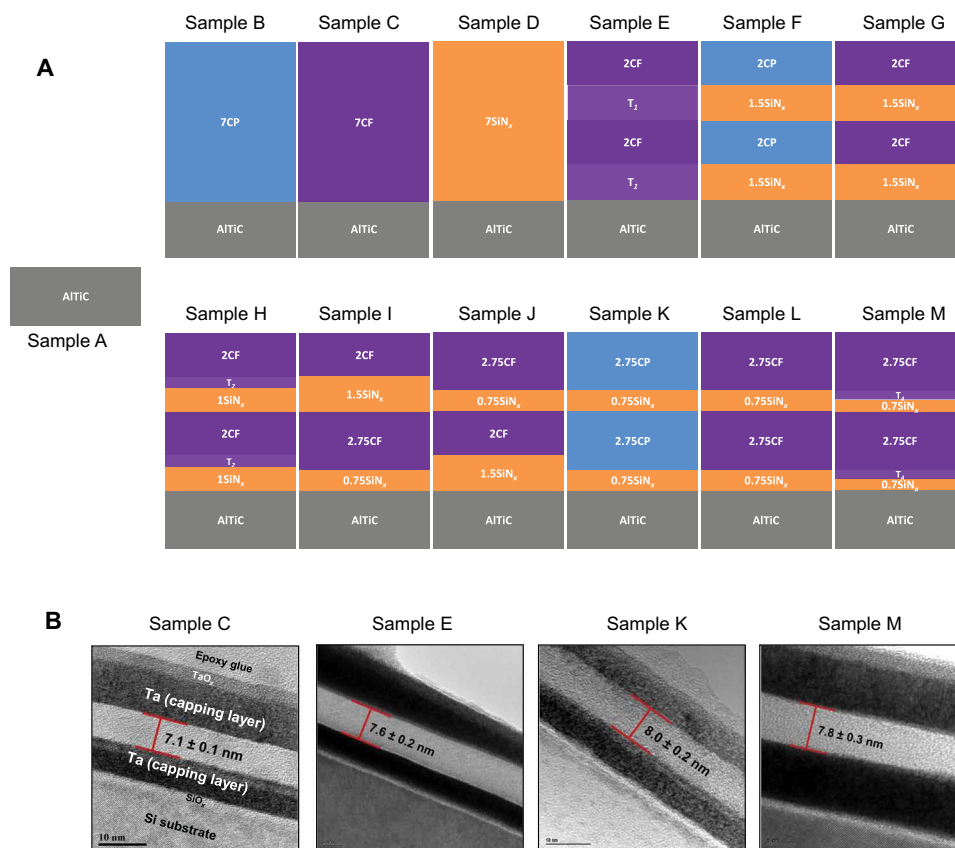 A
Sample B
Sample C
Sample D
Sample E
Sample F
Sample G
7CP
AlTiC
7CF
AlTiC
7SiNₓ
AlTiC
2CF
T₁
2CF
T₁
AlTiC
2CP
1.5SiNₓ
2CP
1.5SiNₓ
AlTiC
2CF
1.5SiNₓ
2CF
1.5SiNₓ
AlTiC
AlTiC
Sample A
Sample H
Sample I
Sample J
Sample K
Sample L
Sample M
2CF
T₂
1SiNₓ
2CF
T₂
1SiNₓ
AlTiC
2CF
1.5SiNₓ
2.75CF
0.75SiNₓ
AlTiC
2.75CF
0.75SiNₓ
2CF
1.5SiNₓ
AlTiC
2.75CP
0.75SiNₓ
2.75CP
0.75SiNₓ
AlTiC
2.75CF
0.75SiNₓ
2.75CF
0.75SiNₓ
AlTiC
2.75CF
T₄
0.7SiNₓ
2.75CF
T₄
0.7SiNₓ
AlTiC
B
Sample C
Sample E
Sample K
Sample M
Epoxy glue
TaOₓ
Ta (capping layer)
7.1 ± 0.1 nm
Ta (capping layer)
SiOₓ
Si substrate
10 nm
7.6 ± 0.2 nm
8.0 ± 0.2 nm
10 nm
7.8 ± 0.3 nm